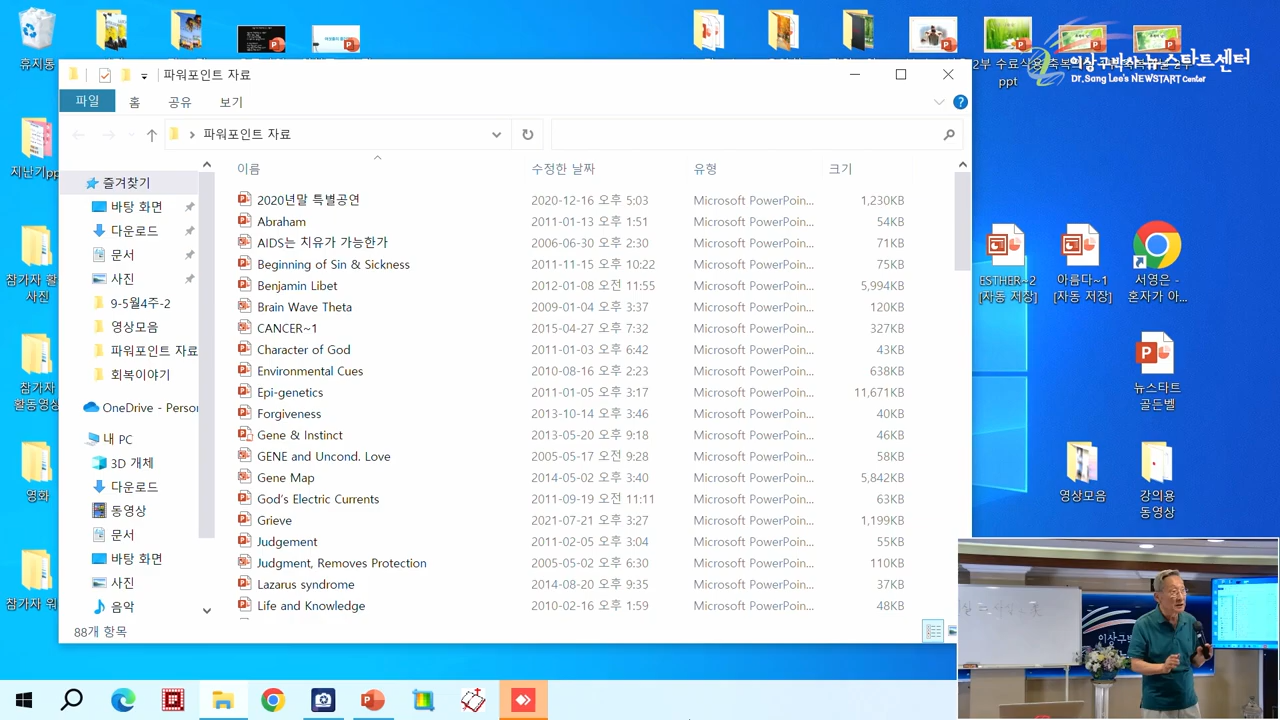 휴지통
2부 수료식용
ppt
이상구박사 뉴스타트센터
Dr. Sang Lee's NEWSTART Center
파워포인트 자료
파일
홈
공유
보기
파워포인트 자료
이름
수정한 날짜
유형
크기
즐겨찾기
바탕 화면
다운로드
문서
사진
9-5월4주-2
영상모음
파워포인트 자료
회복이야기
OneDrive - Person
내 PC
3D 개체
다운로드
동영상
문서
바탕 화면
사진
음악
2020년말 특별공연 2020-12-16 오후 5:03 Microsoft PowerPoin... 1,230KB
Abraham 2011-01-13 오후 1:51 Microsoft PowerPoin... 54KB
AIDS는 치유가 가능한가 2006-06-30 오후 2:30 Microsoft PowerPoin... 71KB
Beginning of Sin & Sickness 2011-11-15 오후 10:22 Microsoft PowerPoin... 75KB
Benjamin Libet 2012-01-08 오전 11:55 Microsoft PowerPoin... 5,994KB
Brain Wave Theta 2009-01-04 오후 3:37 Microsoft PowerPoin... 120KB
CANCER~1 2015-04-27 오후 7:32 Microsoft PowerPoin... 327KB
Character of God 2011-01-03 오후 6:42 Microsoft PowerPoin... 43KB
Environmental Cues 2010-08-16 오후 2:23 Microsoft PowerPoin... 638KB
Epi-genetics 2011-01-05 오후 3:17 Microsoft PowerPoin... 11,671KB
Forgiveness 2013-10-14 오후 3:46 Microsoft PowerPoin... 40KB
Gene & Instinct 2013-05-20 오후 9:18 Microsoft PowerPoin... 46KB
GENE and Uncond. Love 2005-05-17 오전 9:28 Microsoft PowerPoin... 58KB
Gene Map 2014-05-02 오후 3:40 Microsoft PowerPoin... 5,842KB
God's Electric Currents 2011-09-19 오전 11:11 Microsoft PowerPoin... 63KB
Grieve 2021-07-21 오후 3:27 Microsoft PowerPoin... 1,199KB
Judgement 2011-02-05 오후 3:04 Microsoft PowerPoin... 55KB
Judgment, Removes Protection 2005-05-02 오후 6:30 Microsoft PowerPoin... 110KB
Lazarus syndrome 2014-08-20 오후 9:35 Microsoft PowerPoin... 37KB
Life and Knowledge 2010-02-16 오후 1:59 Microsoft PowerPoin... 48KB
88개 항목
지난기pp
참가자 활
사진
참가자
활동영상
영화
참가자 워
ESTHER~2
[자동 저장]
아름다~1
[자동 저장]
서영은 -
혼자가 아...
뉴스타트
골든벨
영상모음
강의용
동영상
이상구박